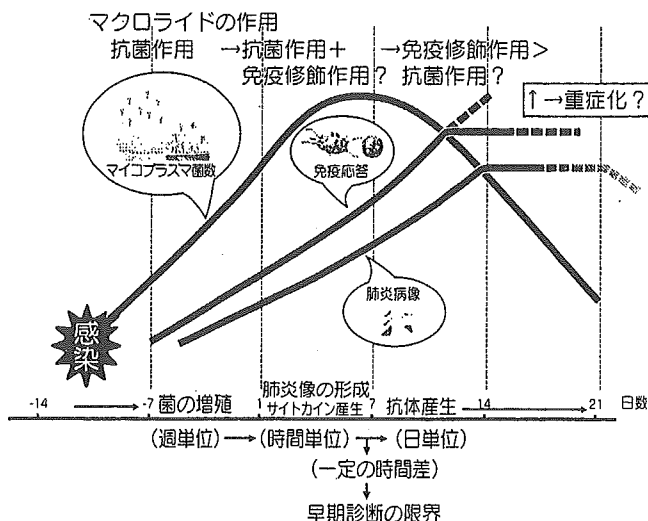 マクロライドの作用
抗菌作用 →抗菌作用+ →免疫修飾作用>
免疫修飾作用? 抗菌作用?
↑→重症化?
マイコプラスマ菌数
免疫応答
肺炎病像
感染
-14 -7 1 7 14 21 日数
菌の増殖 肺炎像の形成 抗体産生
サイトカイン産生
(週単位)→(時間単位)→(日単位)
(一定の時間差)
早期診断の限界